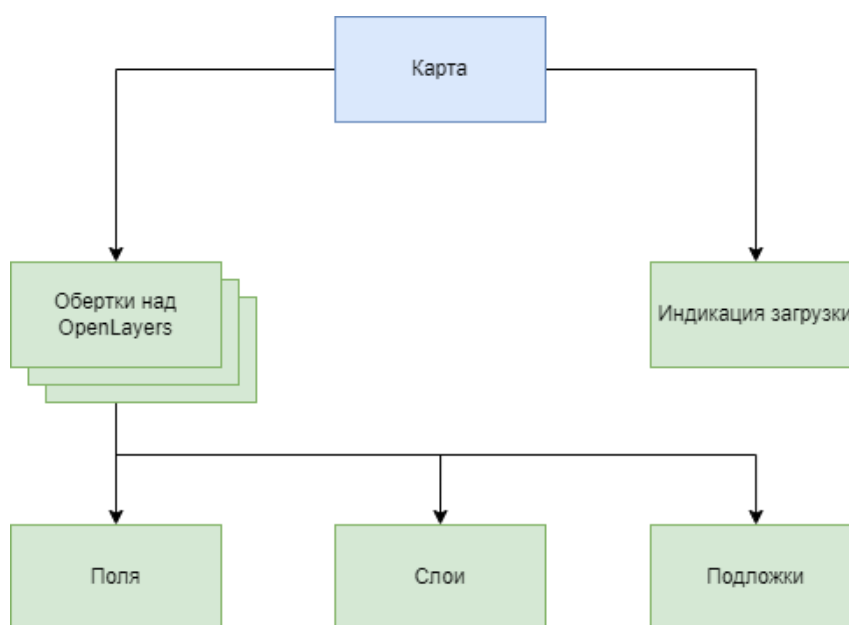 Карта
Обертки над
OpenLayers
Индикация загрузки
Поля
Слои
Подложки